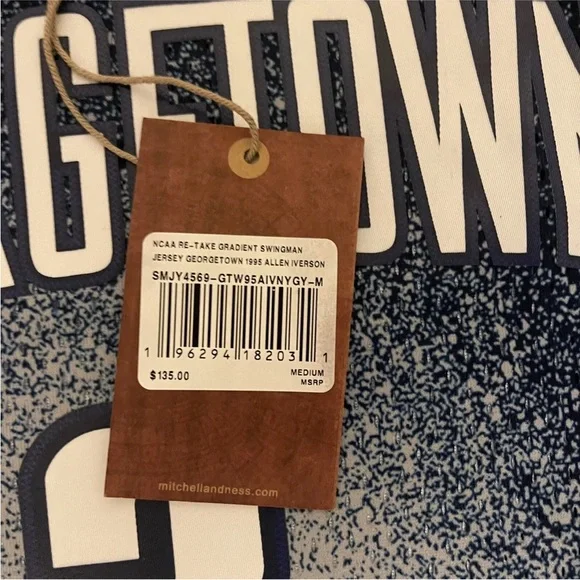 RGETOWN
NCAA RE-TAKE GRADIENT SWINGMAN
JERSEY GEORGETOWN 1995 ALLEN IVERSON
SMJY4569-GTW95AIVNYGY-M
1 96294 18203 1
$135.00
MEDIUM
MSRP
mitchellandness.com